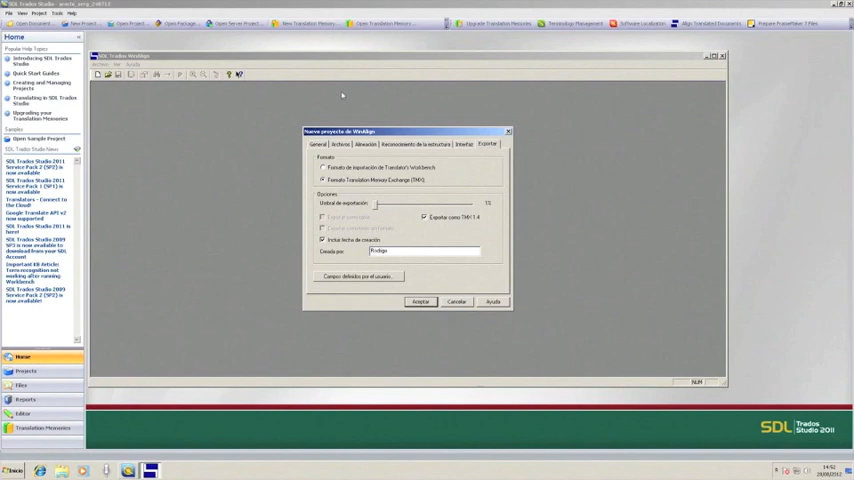 File View Project Tools Help
New Project...
Open Project...
Open Package...
Open Server Project...
New Translation Memory...
Open Translation Memory...
Upgrade Translation Memories
Terminology Management
Software Localization
Align Translated Documents
Prepare FrameMaker 7 Files
Home
Popular Help Topics
Introducing SDL Trados
Studio
Quick Start Guides
Creating and Managing
Projects
Translating in SDL Trados
Studio
Upgrading your
Translation Memories
Samples
Open Sample Project
SDL Trados Studio News
SDL Trados Studio 2011
Service Pack 2 (SP2) is
now available
SDL Trados Studio 2011
Service Pack 1 (SP1) is
now available
Translators - Connect to
the Cloud!
Google Translate API v2
now supported
SDL Trados Studio 2011 is
here!
SDL Trados Studio 2009
SP3 is now available to
download from your SDL
Account
Important KB Article:
Term recognition not
working after running
Workbench
SDL Trados Studio 2009
Service Pack 2 (SP2) is
now available!
Home
Projects
Files
Reports
Editor
Translation Memories
SDL Trados WinAlign
Archivo Ver Ayuda
Nuevo proyecto de WinAlign
General Archivos Alineación Reconocimiento de la estructura Interfaz Exportar
Formato
Formato de importación de Translator's Workbench
Formato Translation Memory Exchange (TMX)
Opciones
Umbral de exportación:
Exportar como TMX 1.4
Incluir fecha de creación
Creada por: Rodrigo
Campos definidos por el usuario...
Aceptar Cancelar Ayuda
NUM
SDL Trados
Studio 2011
Inicio
14:52